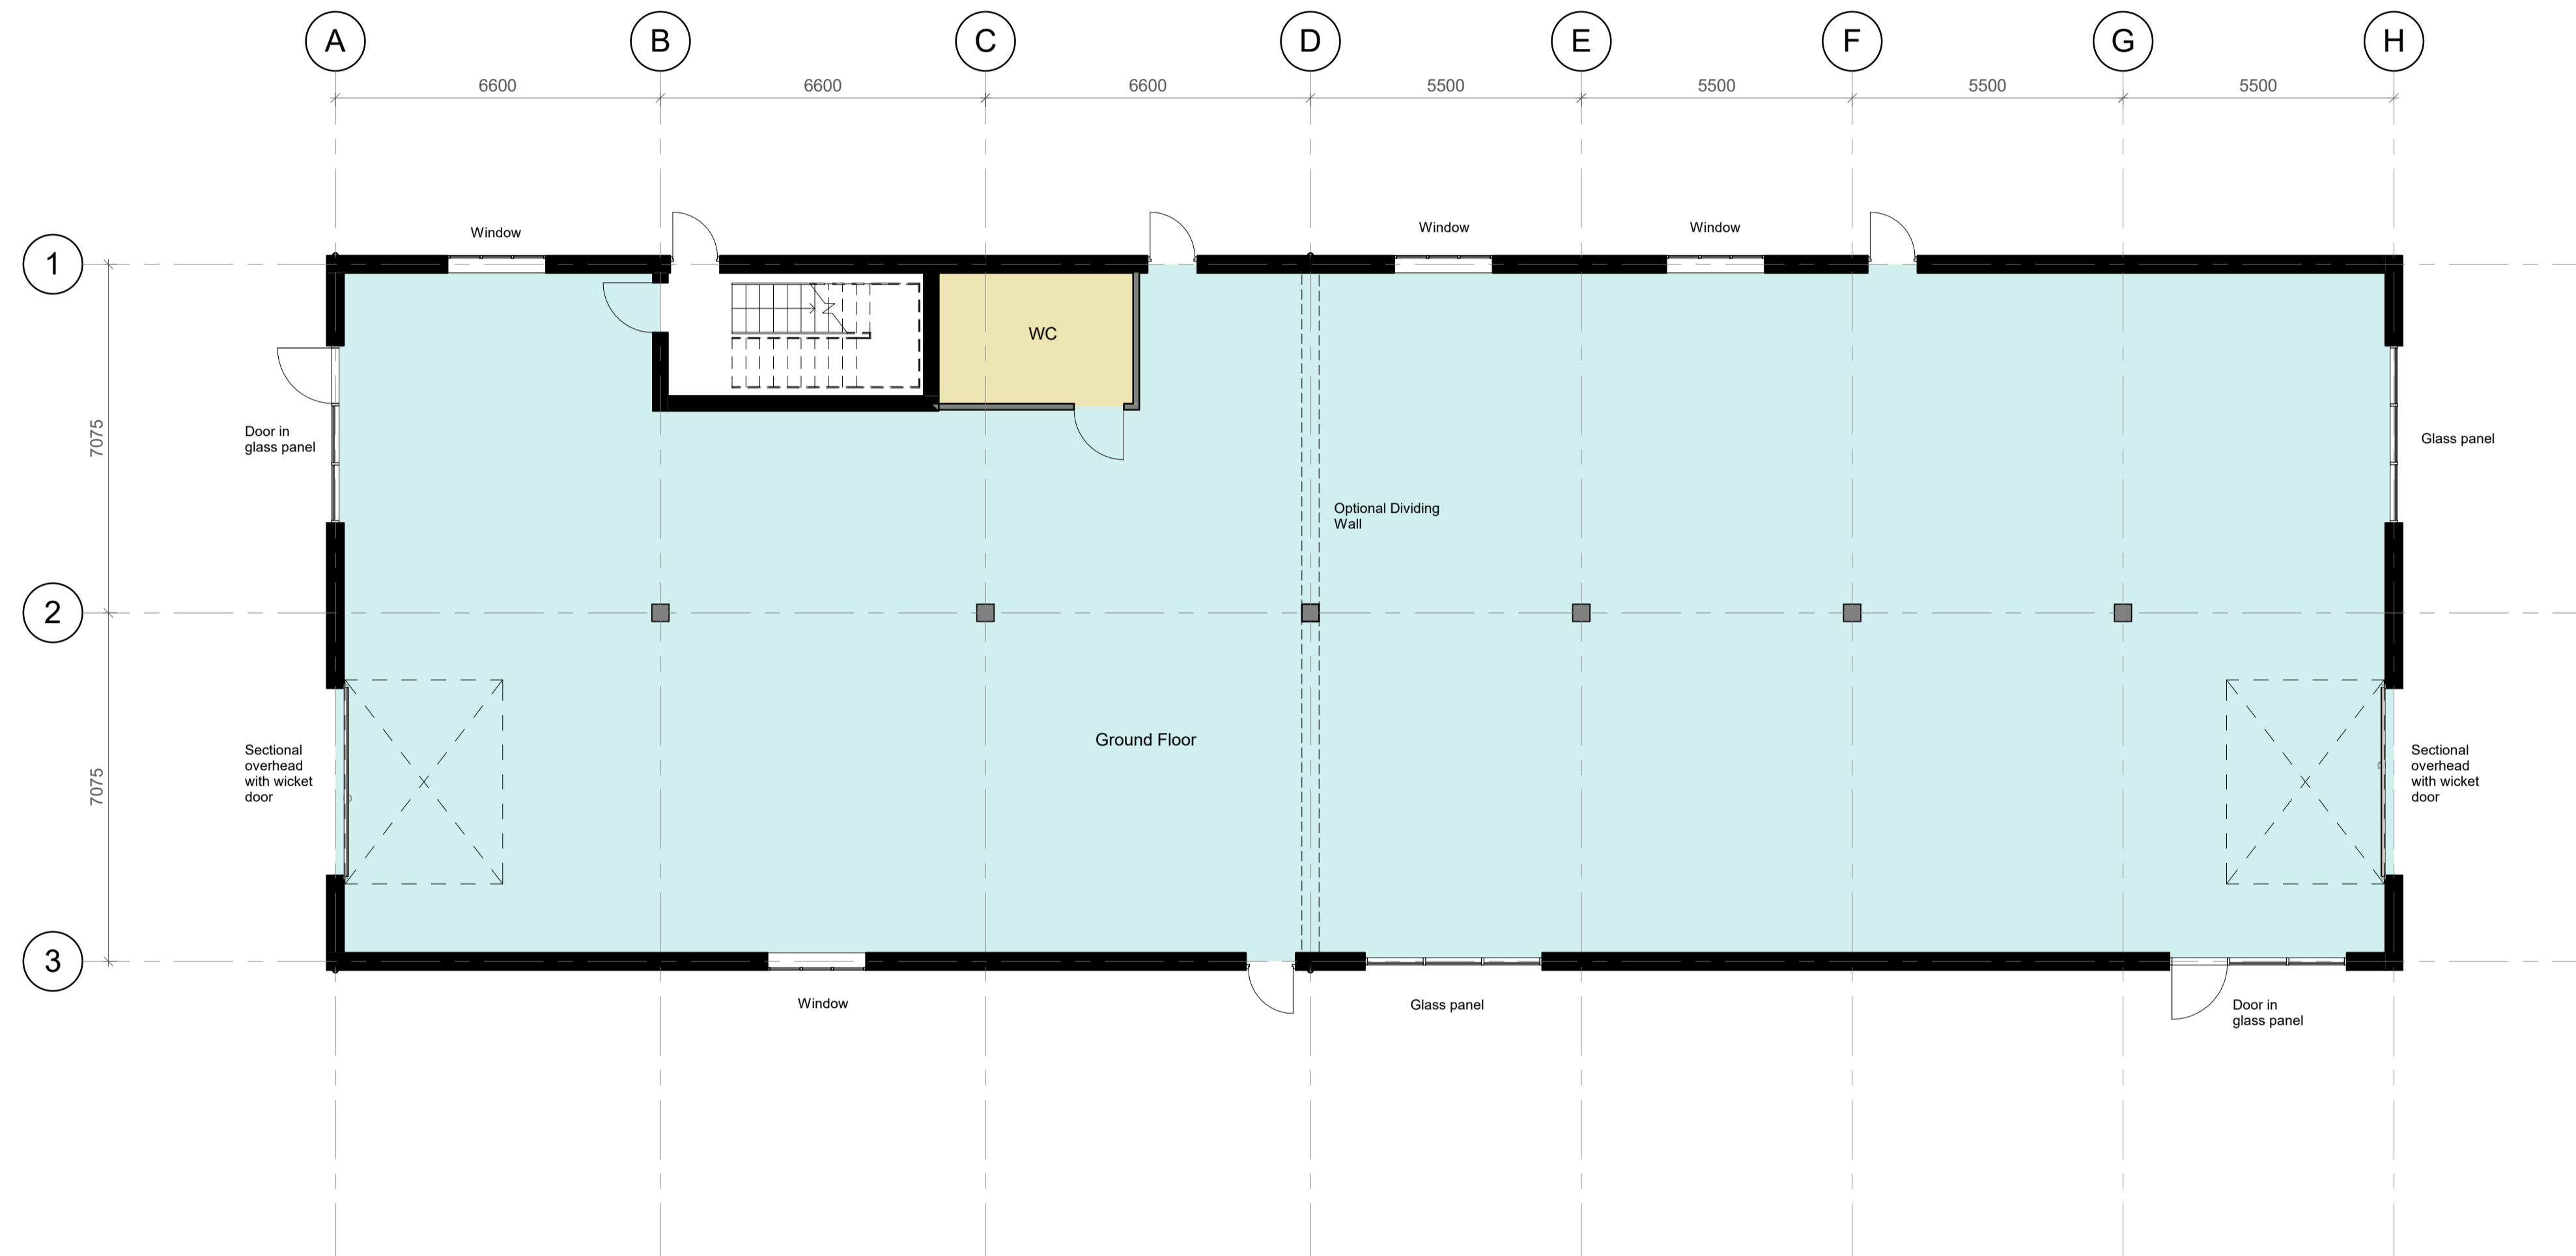 A B C D E F G H
6600 6600 6600 5500 5500 5500 5500
Window
Window
Window
1
WC
Door in
glass panel
7075
Glass panel
Optional Dividing
Wall
2
Ground Floor
Sectional
overhead
with wicket
door
7075
Sectional
overhead
with wicket
door
3
Window
Glass panel
Door in
glass panel